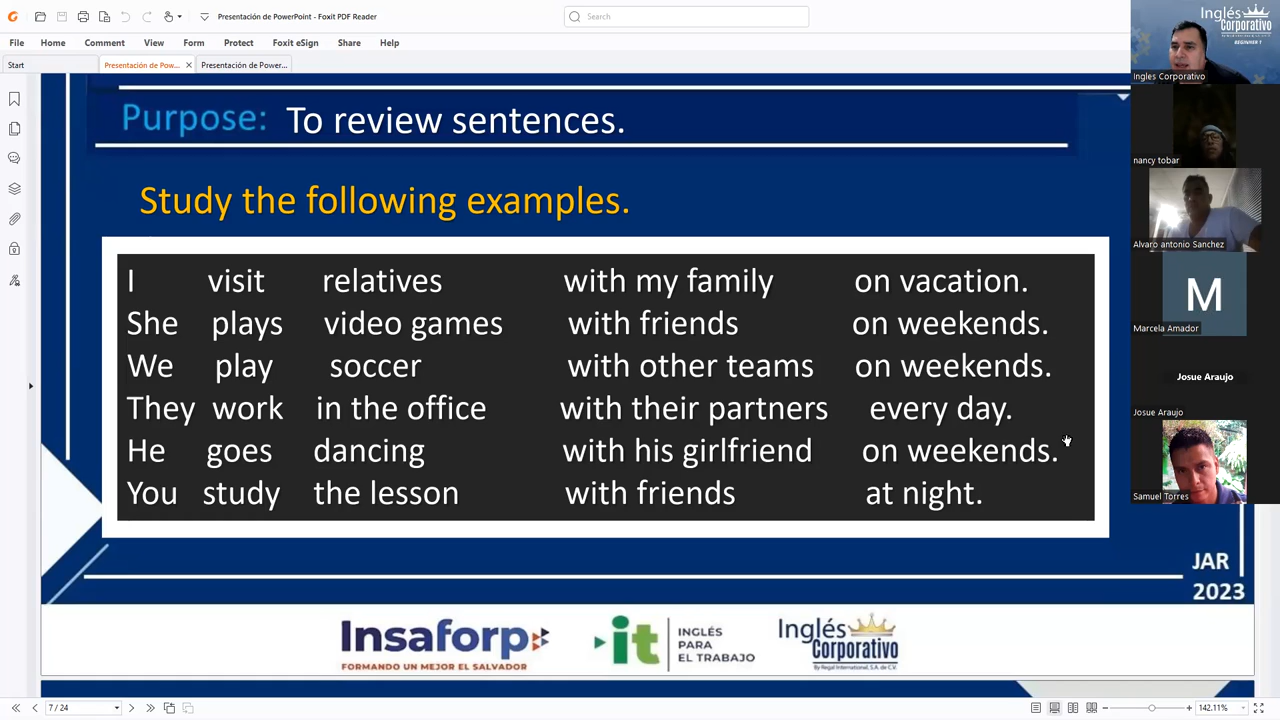 Presentación de PowerPoint - Foxit PDF Reader
Search
File Home Comment View Form Protect Foxit eSign Share Help
Start Presentación de Pow... Presentación de Power...
Purpose: To review sentences.
Study the following examples.
I visit relatives with my family on vacation.
She plays video games with friends on weekends.
We play soccer with other teams on weekends.
They work in the office with their partners every day.
He goes dancing with his girlfriend on weekends.
You study the lesson with friends at night.
JAR
2023
Insaforp
FORMANDO UN MEJOR EL SALVADOR
it
INGLÉS
PARA
EL TRABAJO
Inglés
Corporativo
By Regal International, S.A. de C.V.
7 / 24
142.11%
Inglés
Corporativo
BEGINNER 1
Ingles Corporativo
nancy tobar
Alvaro antonio Sanchez
M
Marcela Amador
Josue Araujo
Josue Araujo
Samuel Torres